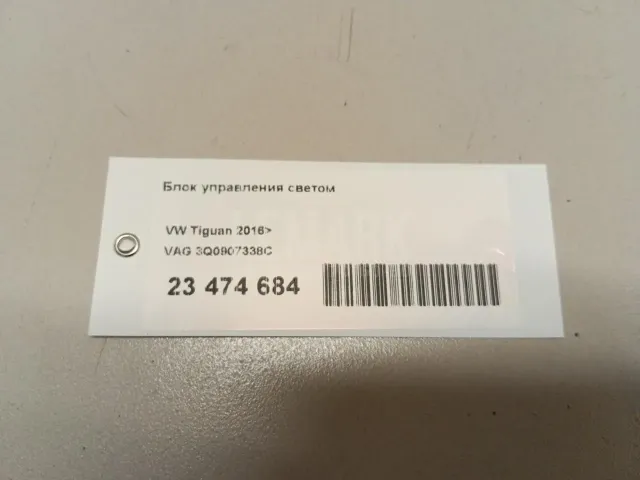 Блок управления светом
VW Tiguan 2016>
VAG 3Q0907338C
23 474 684